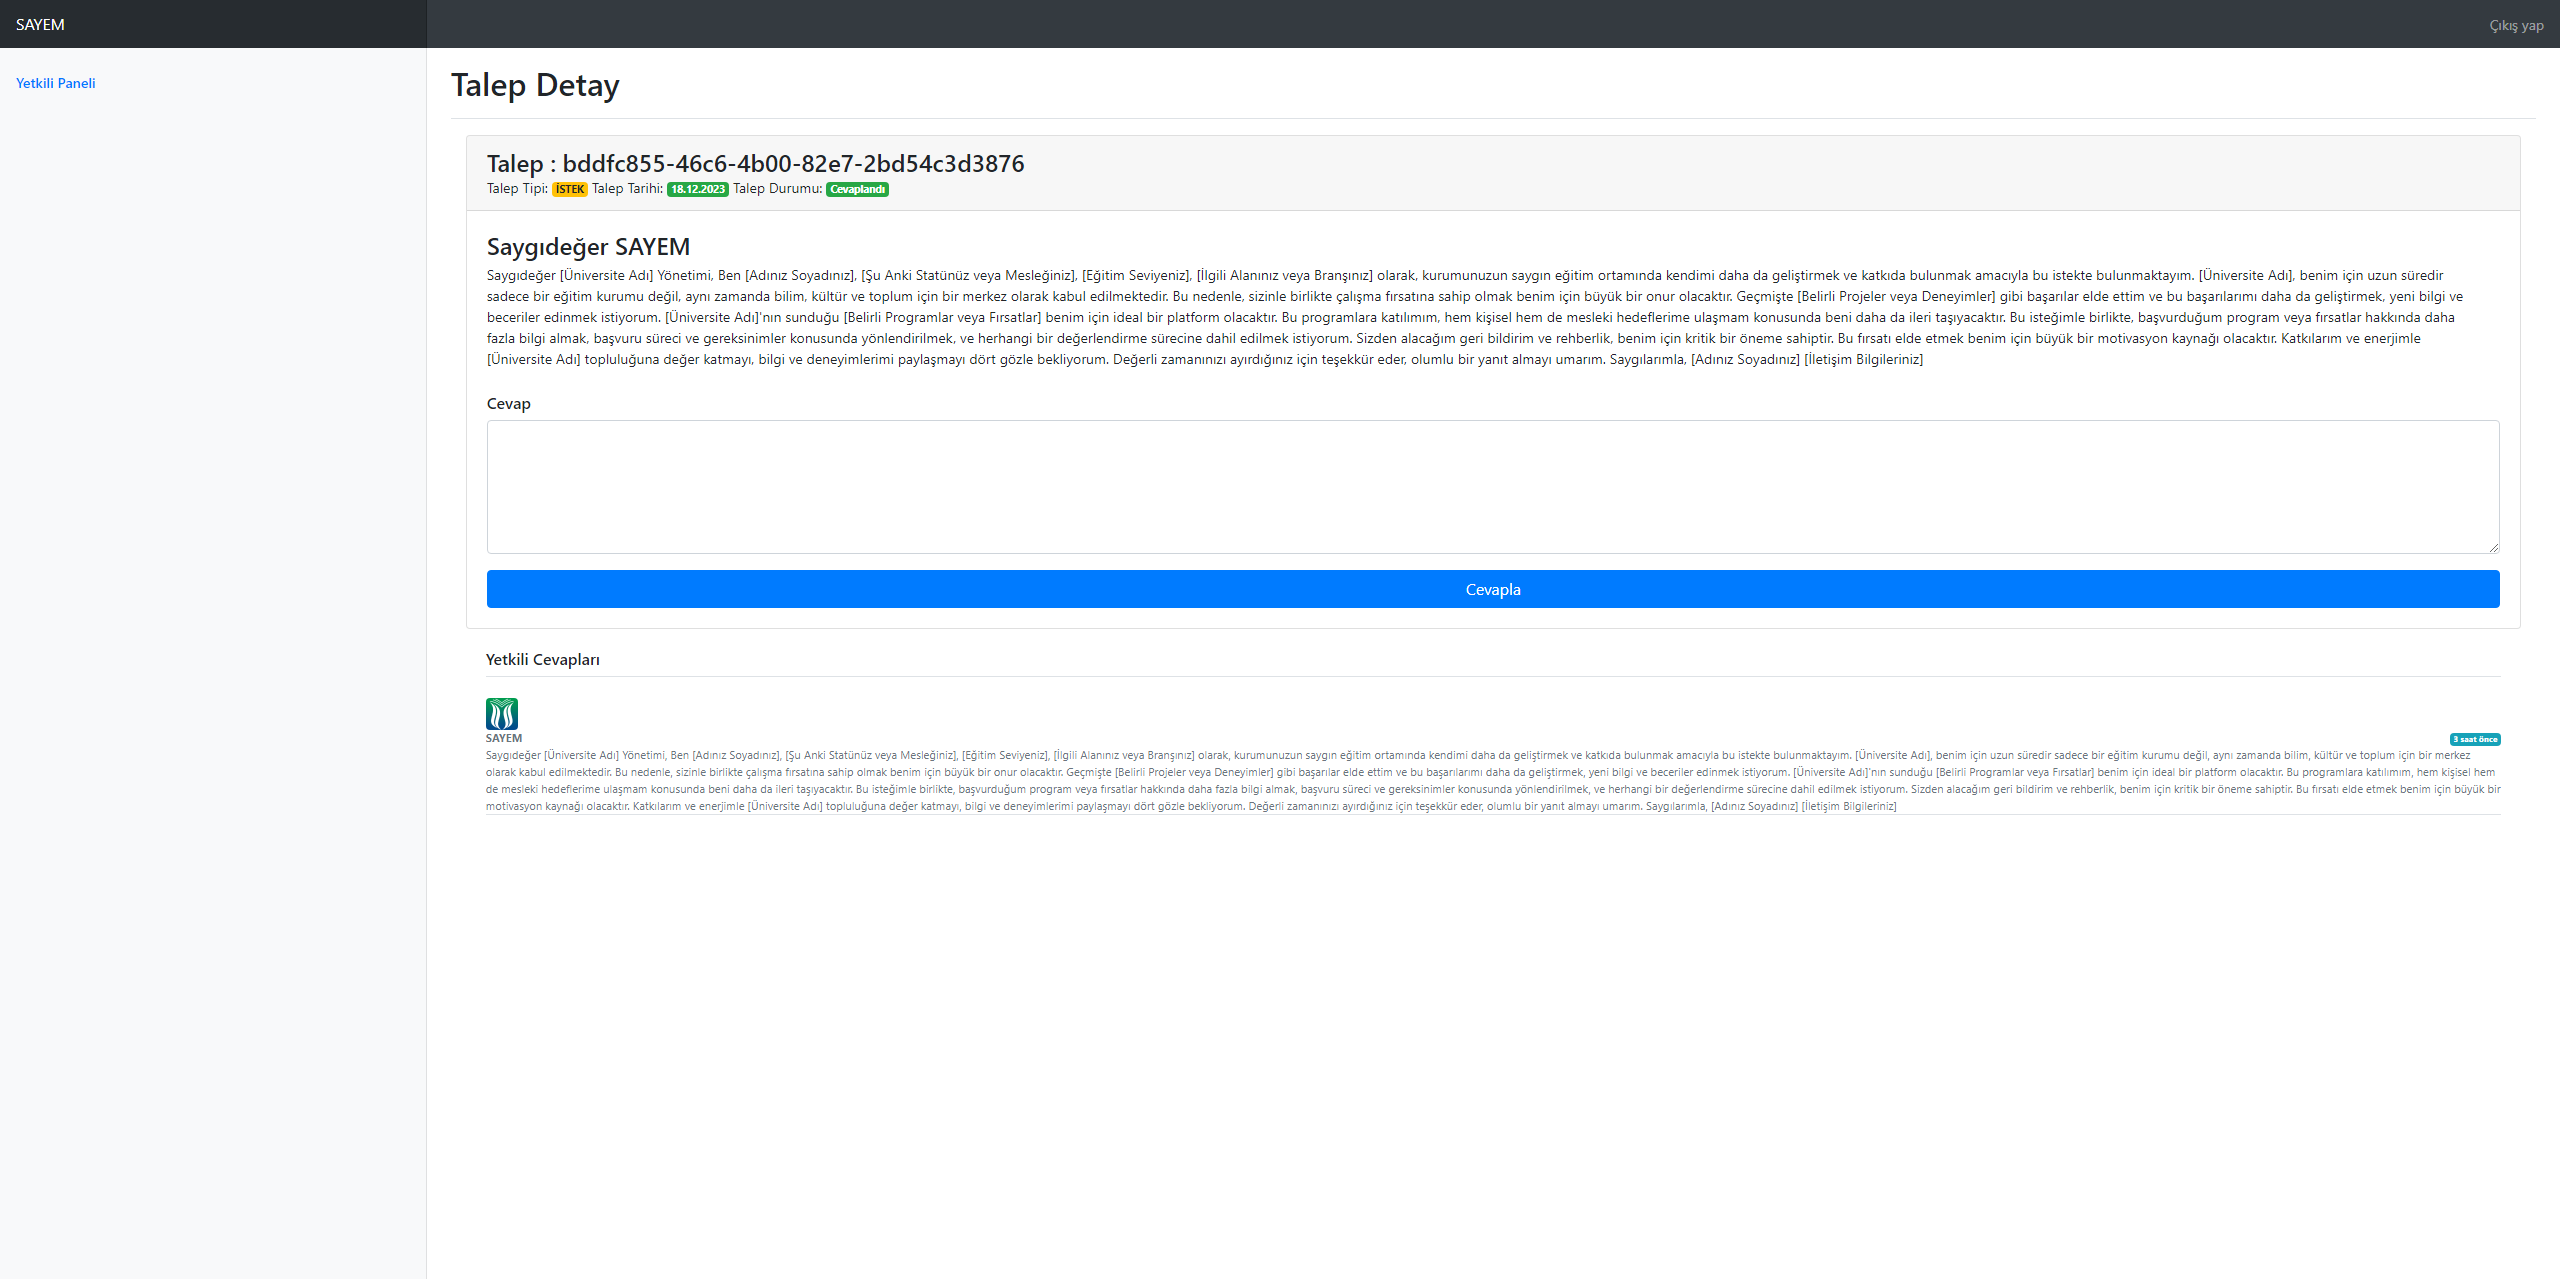 SAYEM
Çıkış yap
Yetkili Paneli
Talep Detay
Talep : bddfc855-46c6-4b00-82e7-2bd54c3d3876
Talep Tipi: İSTEK Talep Tarihi: 18.12.2023 Talep Durumu: Cevaplandı
Saygıdeğer SAYEM
Saygıdeğer [Üniversite Adı] Yönetimi, Ben [Adınız Soyadınız], [Şu Anki Statünüz veya Mesleğiniz], [Eğitim Seviyeniz], [İlgili Alanınız veya Branşınız] olarak, kurumunuzun saygın eğitim ortamında kendimi daha da geliştirmek ve katkıda bulunmak amacıyla bu istekte bulunmaktayım. [Üniversite Adı], benim için uzun süredir
sadece bir eğitim kurumu değil, aynı zamanda bilim, kültür ve toplum için bir merkez olarak kabul edilmektedir. Bu nedenle, sizinle birlikte çalışma fırsatına sahip olmak benim için büyük bir onur olacaktır. Geçmişte [Belirli Projeler veya Deneyimler] gibi başarılar elde ettim ve bu başarılarımı daha da geliştirmek, yeni bilgi ve
beceriler edinmek istiyorum. [Üniversite Adı]'nın sunduğu [Belirli Programlar veya Fırsatlar] benim için ideal bir platform olacaktır. Bu programlara katılımım, hem kişisel hem de mesleki hedeflerime ulaşmam konusunda beni daha da ileri taşıyacaktır. Bu isteğimle birlikte, başvurduğum program veya fırsatlar hakkında daha
fazla bilgi almak, başvuru süreci ve gereksinimler konusunda yönlendirilmek, ve herhangi bir değerlendirme sürecine dahil edilmek istiyorum. Sizden alacağım geri bildirim ve rehberlik, benim için kritik bir öneme sahiptir. Bu fırsatı elde etmek benim için büyük bir motivasyon kaynağı olacaktır. Katkılarım ve enerjimle
[Üniversite Adı] topluluğuna değer katmayı, bilgi ve deneyimlerimi paylaşmayı dört gözle bekliyorum. Değerli zamanınızı ayırdığınız için teşekkür eder, olumlu bir yanıt almayı umarım. Saygılarımla, [Adınız Soyadınız] [İletişim Bilgileriniz]
Cevap
Cevapla
Yetkili Cevapları
SAYEM
3 saat önce
Saygıdeğer [Üniversite Adı] Yönetimi, Ben [Adınız Soyadınız], [Şu Anki Statünüz veya Mesleğiniz], [Eğitim Seviyeniz], [İlgili Alanınız veya Branşınız] olarak, kurumunuzun saygın eğitim ortamında kendimi daha da geliştirmek ve katkıda bulunmak amacıyla bu istekte bulunmaktayım. [Üniversite Adı], benim için uzun süredir sadece bir eğitim kurumu değil, aynı zamanda bilim, kültür ve toplum için bir merkez
olarak kabul edilmektedir. Bu nedenle, sizinle birlikte çalışma fırsatına sahip olmak benim için büyük bir onur olacaktır. Geçmişte [Belirli Projeler veya Deneyimler] gibi başarılar elde ettim ve bu başarılarımı daha da geliştirmek, yeni bilgi ve beceriler edinmek istiyorum. [Üniversite Adı]'nın sunduğu [Belirli Programlar veya Fırsatlar] benim için ideal bir platform olacaktır. Bu programlara katılımım, hem kişisel hem
de mesleki hedeflerime ulaşmam konusunda beni daha da ileri taşıyacaktır. Bu isteğimle birlikte, başvurduğum program veya fırsatlar hakkında daha fazla bilgi almak, başvuru süreci ve gereksinimler konusunda yönlendirilmek, ve herhangi bir değerlendirme sürecine dahil edilmek istiyorum. Sizden alacağım geri bildirim ve rehberlik, benim için kritik bir öneme sahiptir. Bu fırsatı elde etmek benim için büyük bir
motivasyon kaynağı olacaktır. Katkılarım ve enerjimle [Üniversite Adı] topluluğuna değer katmayı, bilgi ve deneyimlerimi paylaşmayı dört gözle bekliyorum. Değerli zamanınızı ayırdığınız için teşekkür eder, olumlu bir yanıt almayı umarım. Saygılarımla, [Adınız Soyadınız] [İletişim Bilgileriniz]